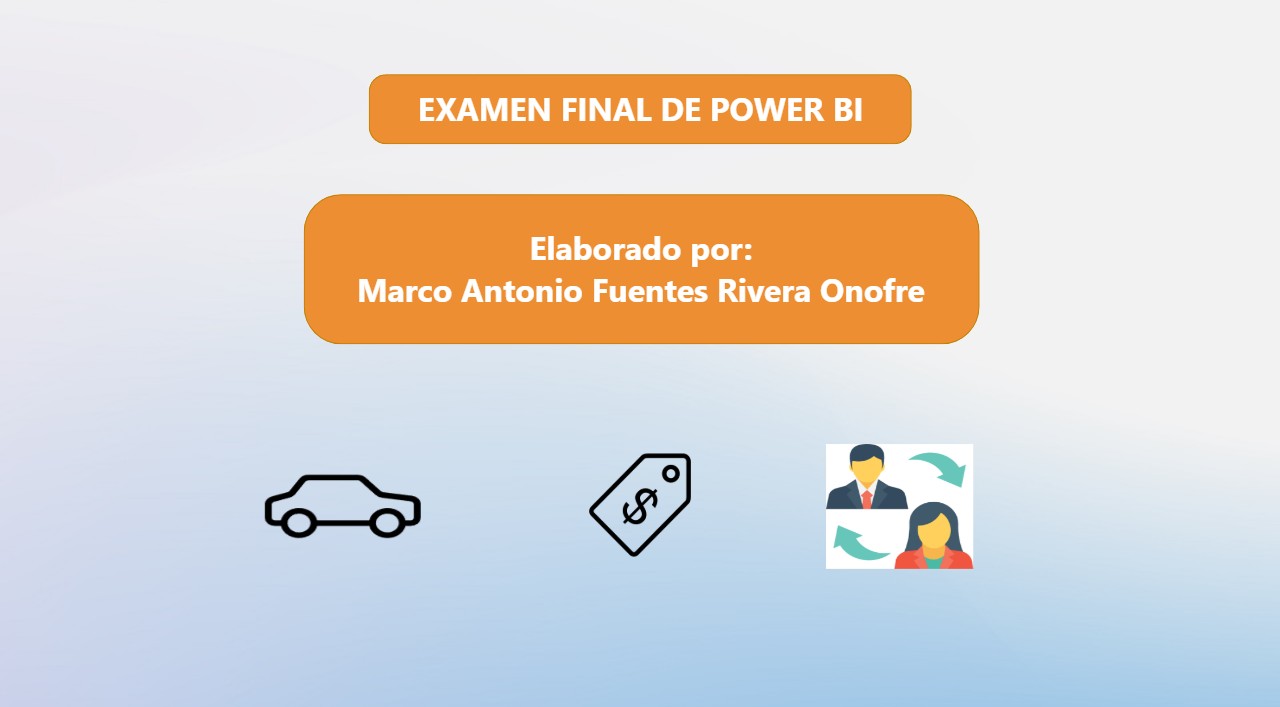 EXAMEN FINAL DE POWER BI
Elaborado por:
Marco Antonio Fuentes Rivera Onofre
$